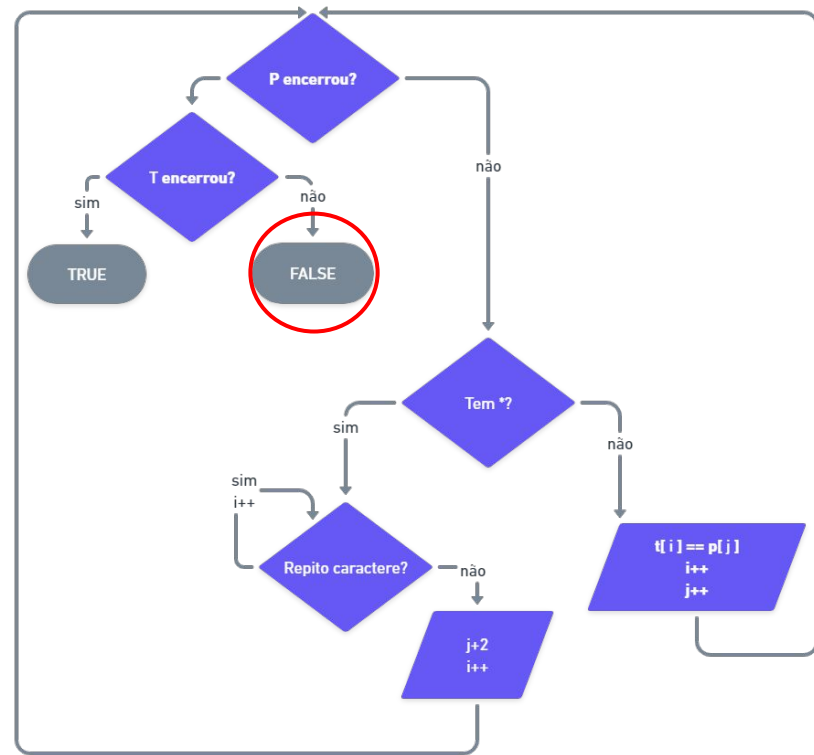 P encerrou?
T encerrou?
não
sim
não
TRUE
FALSE
Tem *?
sim
não
sim
i++
Repito caractere?
não
t[ i ] == p[ j ]
i++
j++
j+2
i++